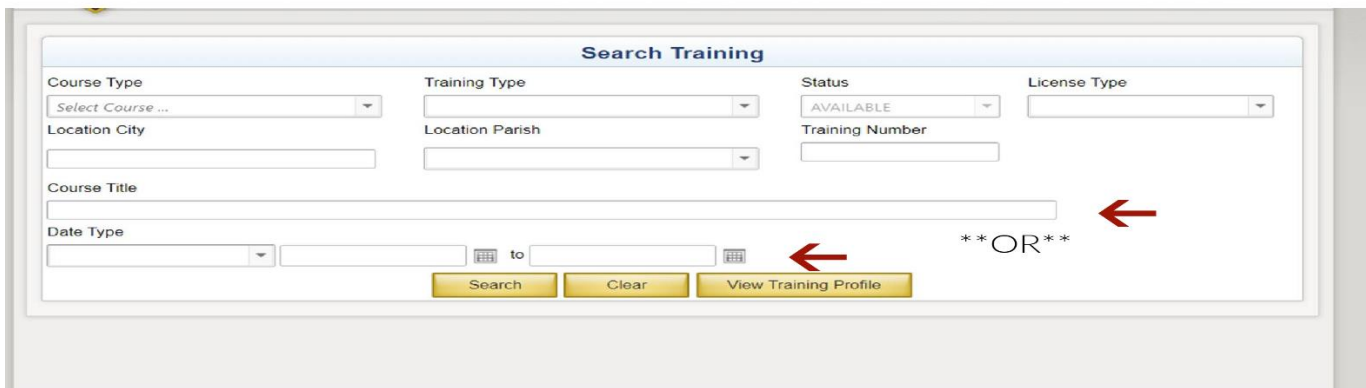 Search Training
Course Type Training Type Status License Type
Select Course ... AVAILABLE
Location City Location Parish Training Number
Course Title
Date Type
**OR**
to
Search Clear View Training Profile